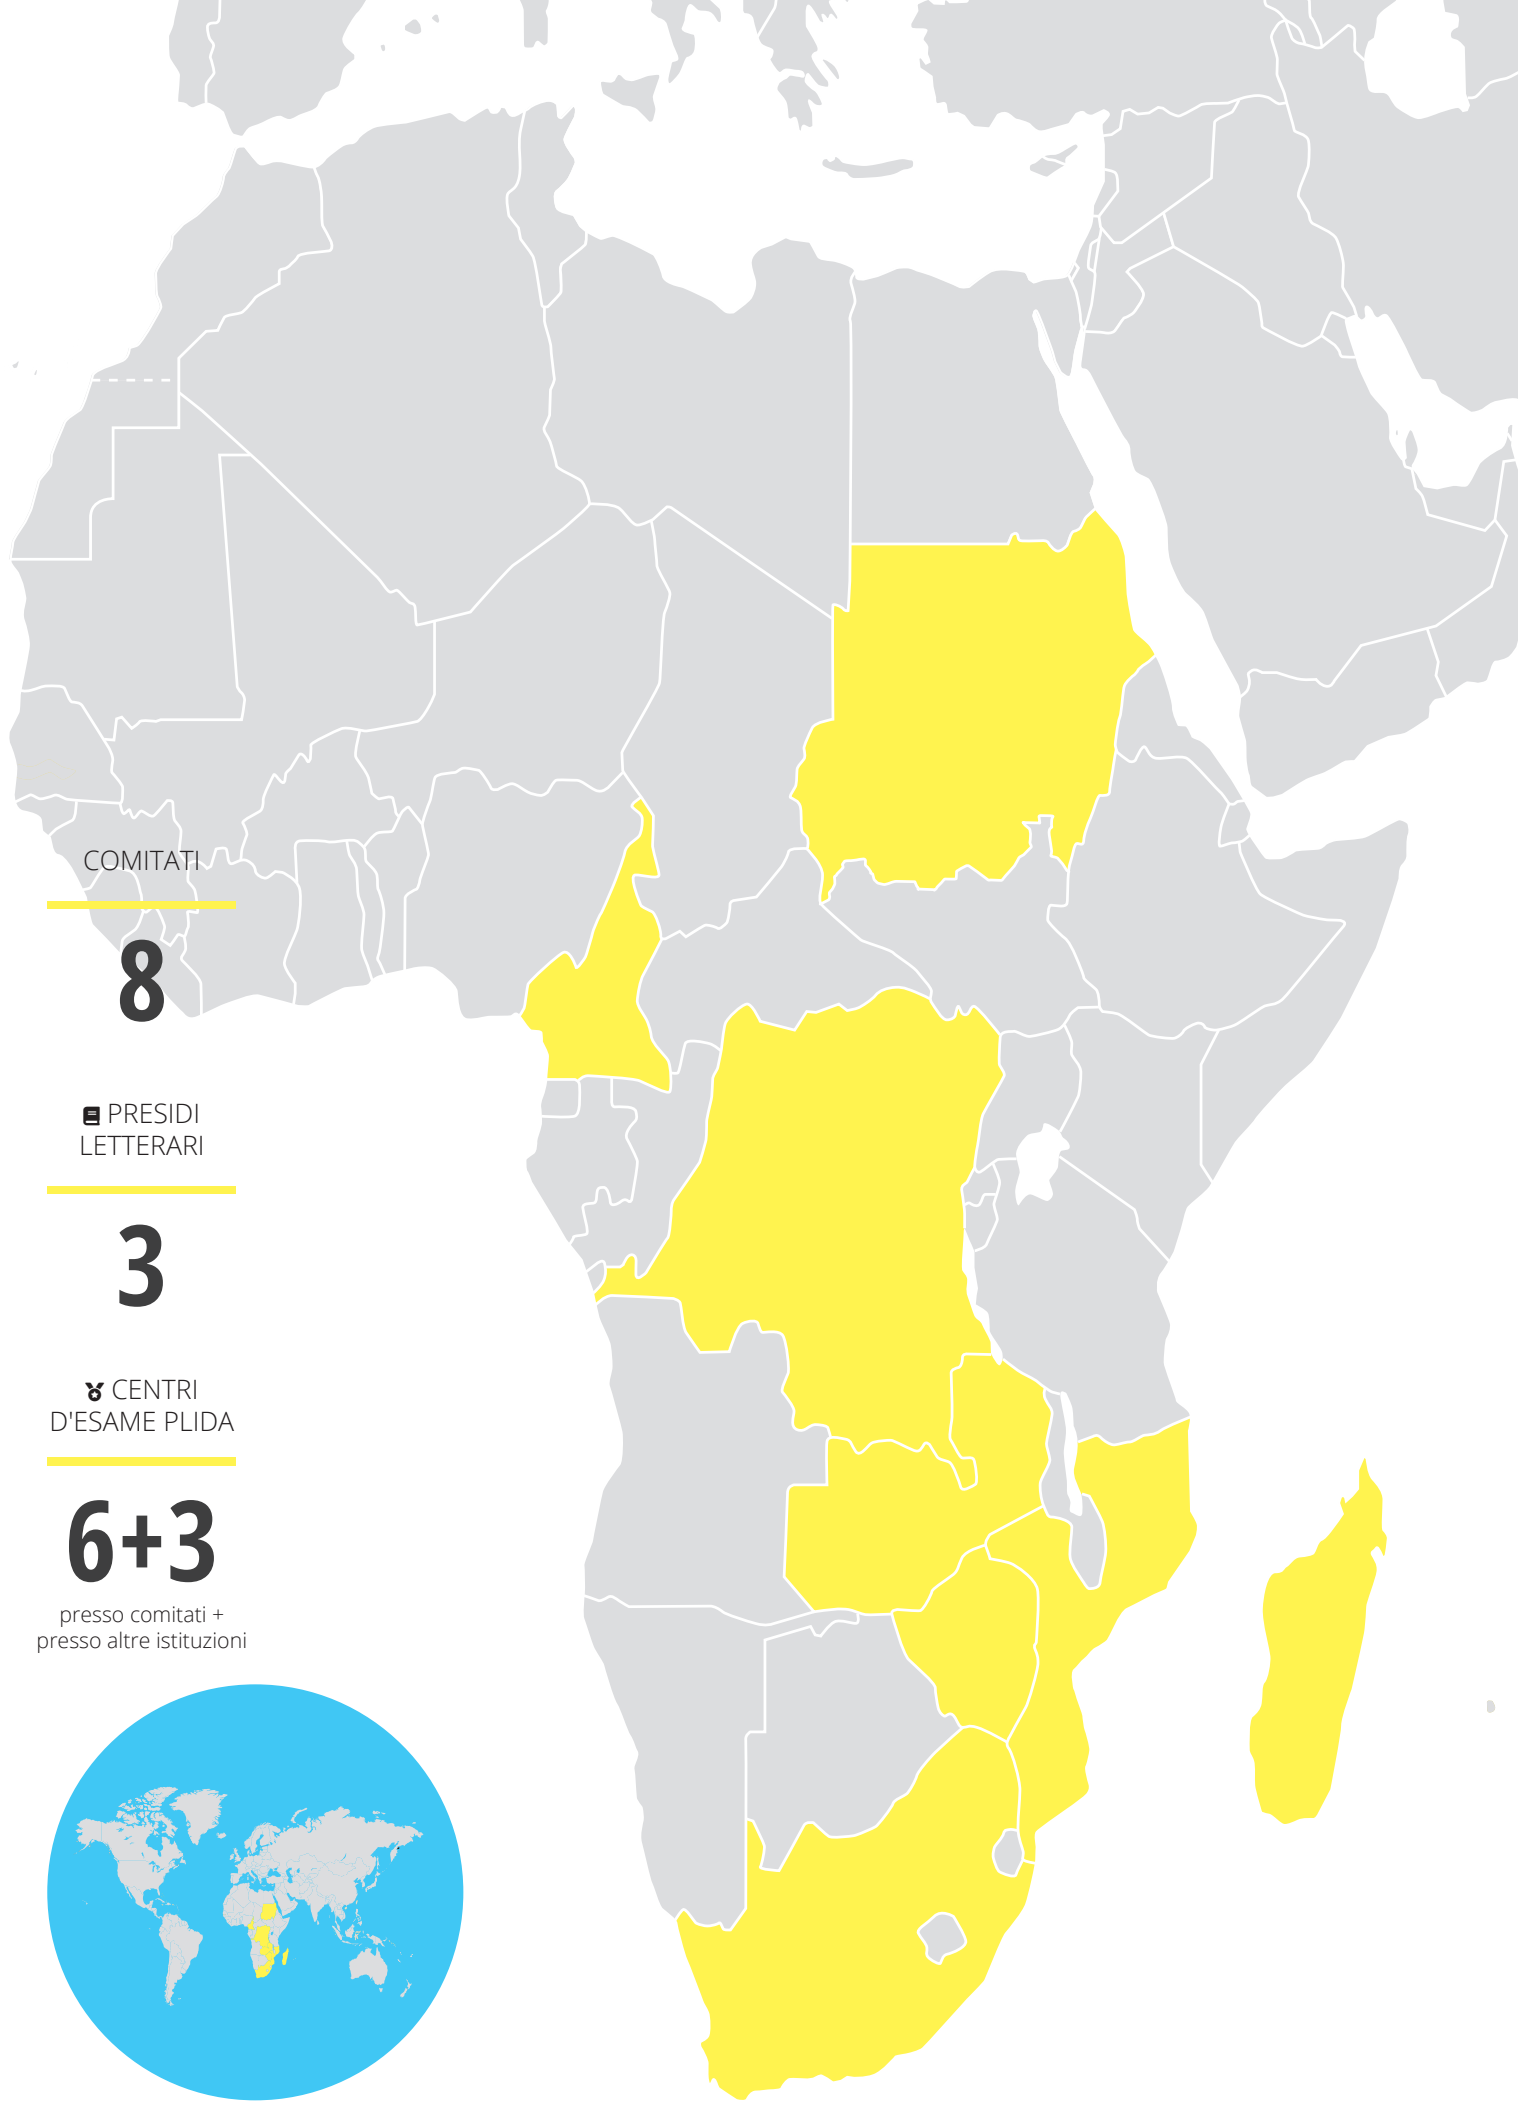 COMITATI
8
PRESIDI
LETTERARI
3
CENTRI
D'ESAME PLIDA
6+3
presso comitati +
presso altre istituzioni